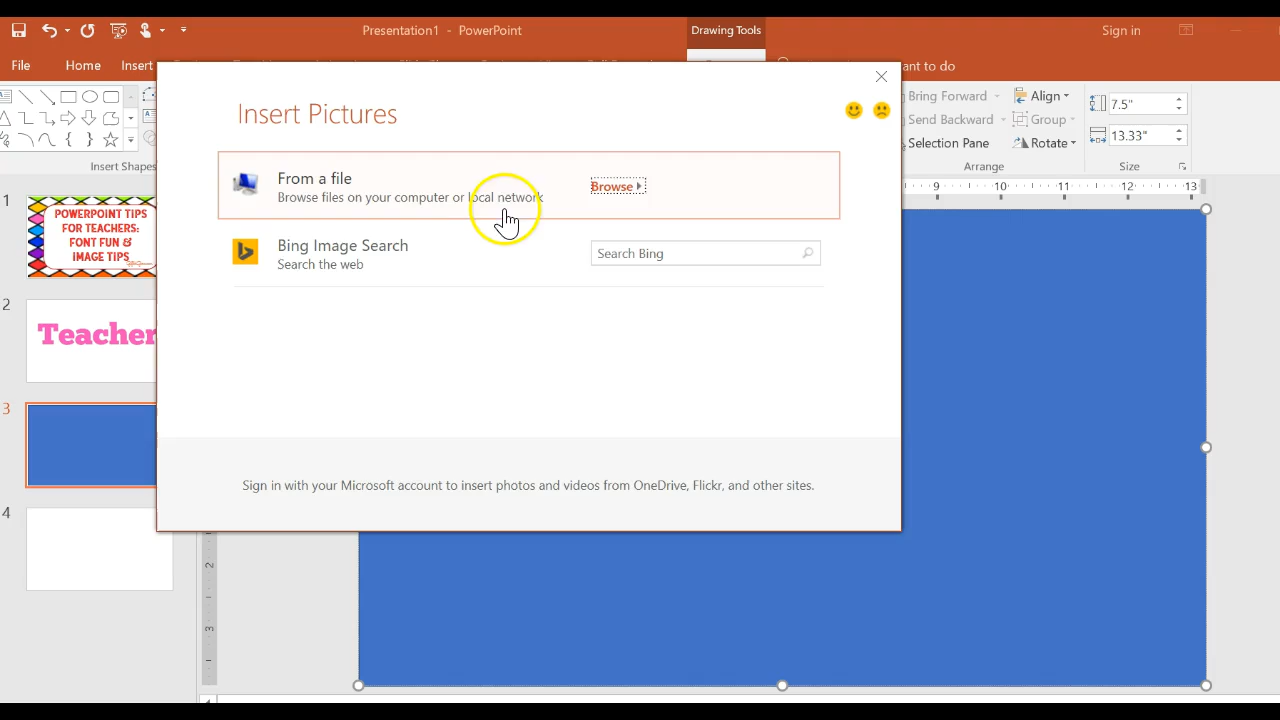 Presentation1 - PowerPoint
Drawing Tools
Sign in
File
Home
Insert
want to do
Insert Pictures
From a file
Browse files on your computer or local network
Browse
Bing Image Search
Search the web
Search Bing
Sign in with your Microsoft account to insert photos and videos from OneDrive, Flickr, and other sites.
Insert Shapes
Bring Forward
Send Backward
Selection Pane
Align
Group
Rotate
Arrange
7.5"
13.33"
Size
9 10 11 12 13
1
POWERPOINT TIPS
FOR TEACHERS:
FONT FUN &
IMAGE TIPS
2
Teacher
3
4
2
3